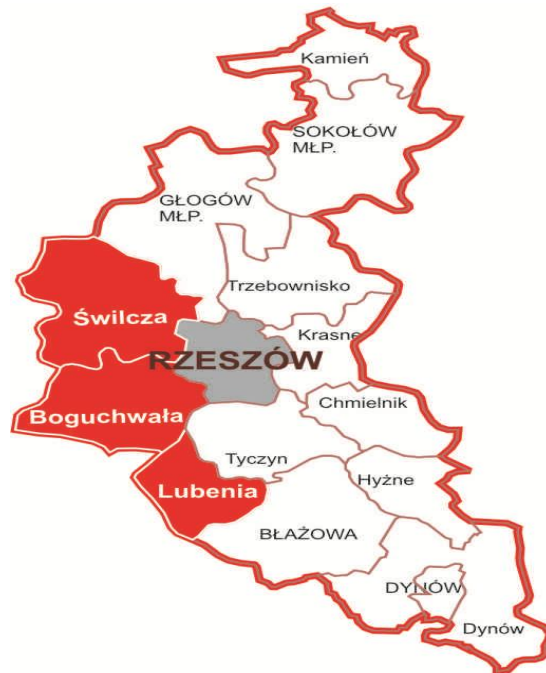 Kamień
SOKOŁÓW
MŁP.
GŁOGÓW
MŁP.
Trzebownisko
Świlcza
Krasne
RZESZÓW
Chmielnik
Boguchwała
Tyczyn
Hyżne
Lubenia
BŁAŻOWA
DYNÓW
Dynów